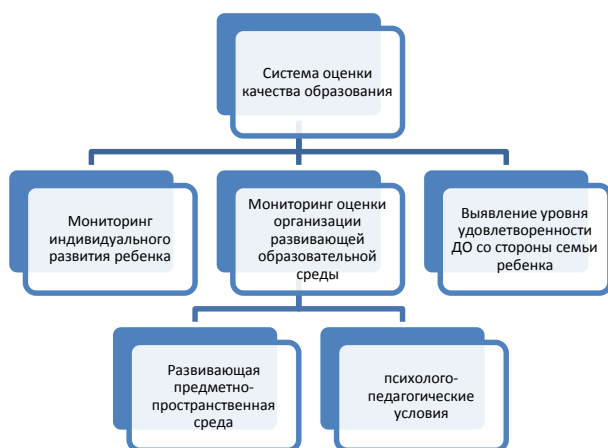 Система оценки
качества образования
Мониторинг
индивидуального
развития ребенка
Мониторинг оценки
организации
развивающей
образовательной
среды
Выявление уровня
удовлетворенности
ДО со стороны семьи
ребенка
Развивающая
предметно-
пространственная
среда
психолого-
педагогические
условия